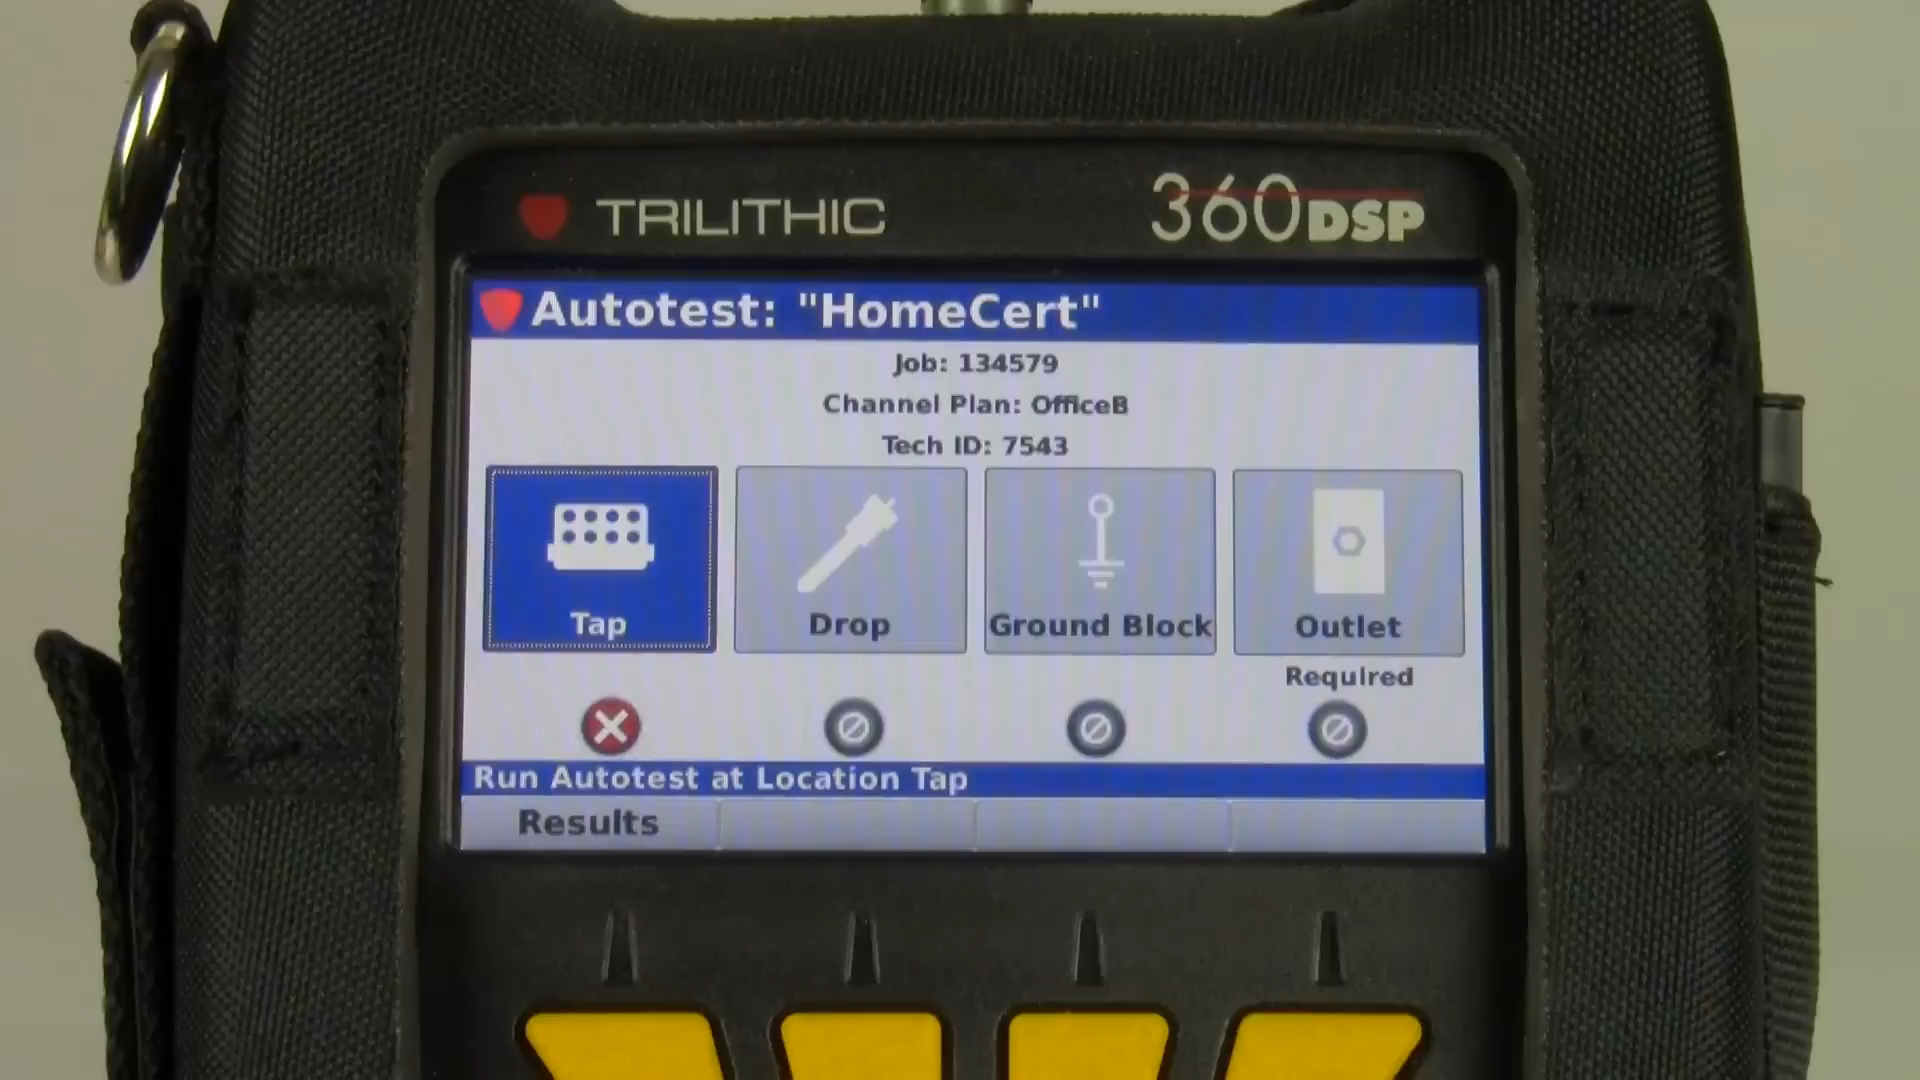 TRILITHIC
360DSP
Autotest: "HomeCert"
Job: 134579
Channel Plan: OfficeB
Tech ID: 7543
Tap
Drop
Ground Block
Outlet
Required
Run Autotest at Location Tap
Results